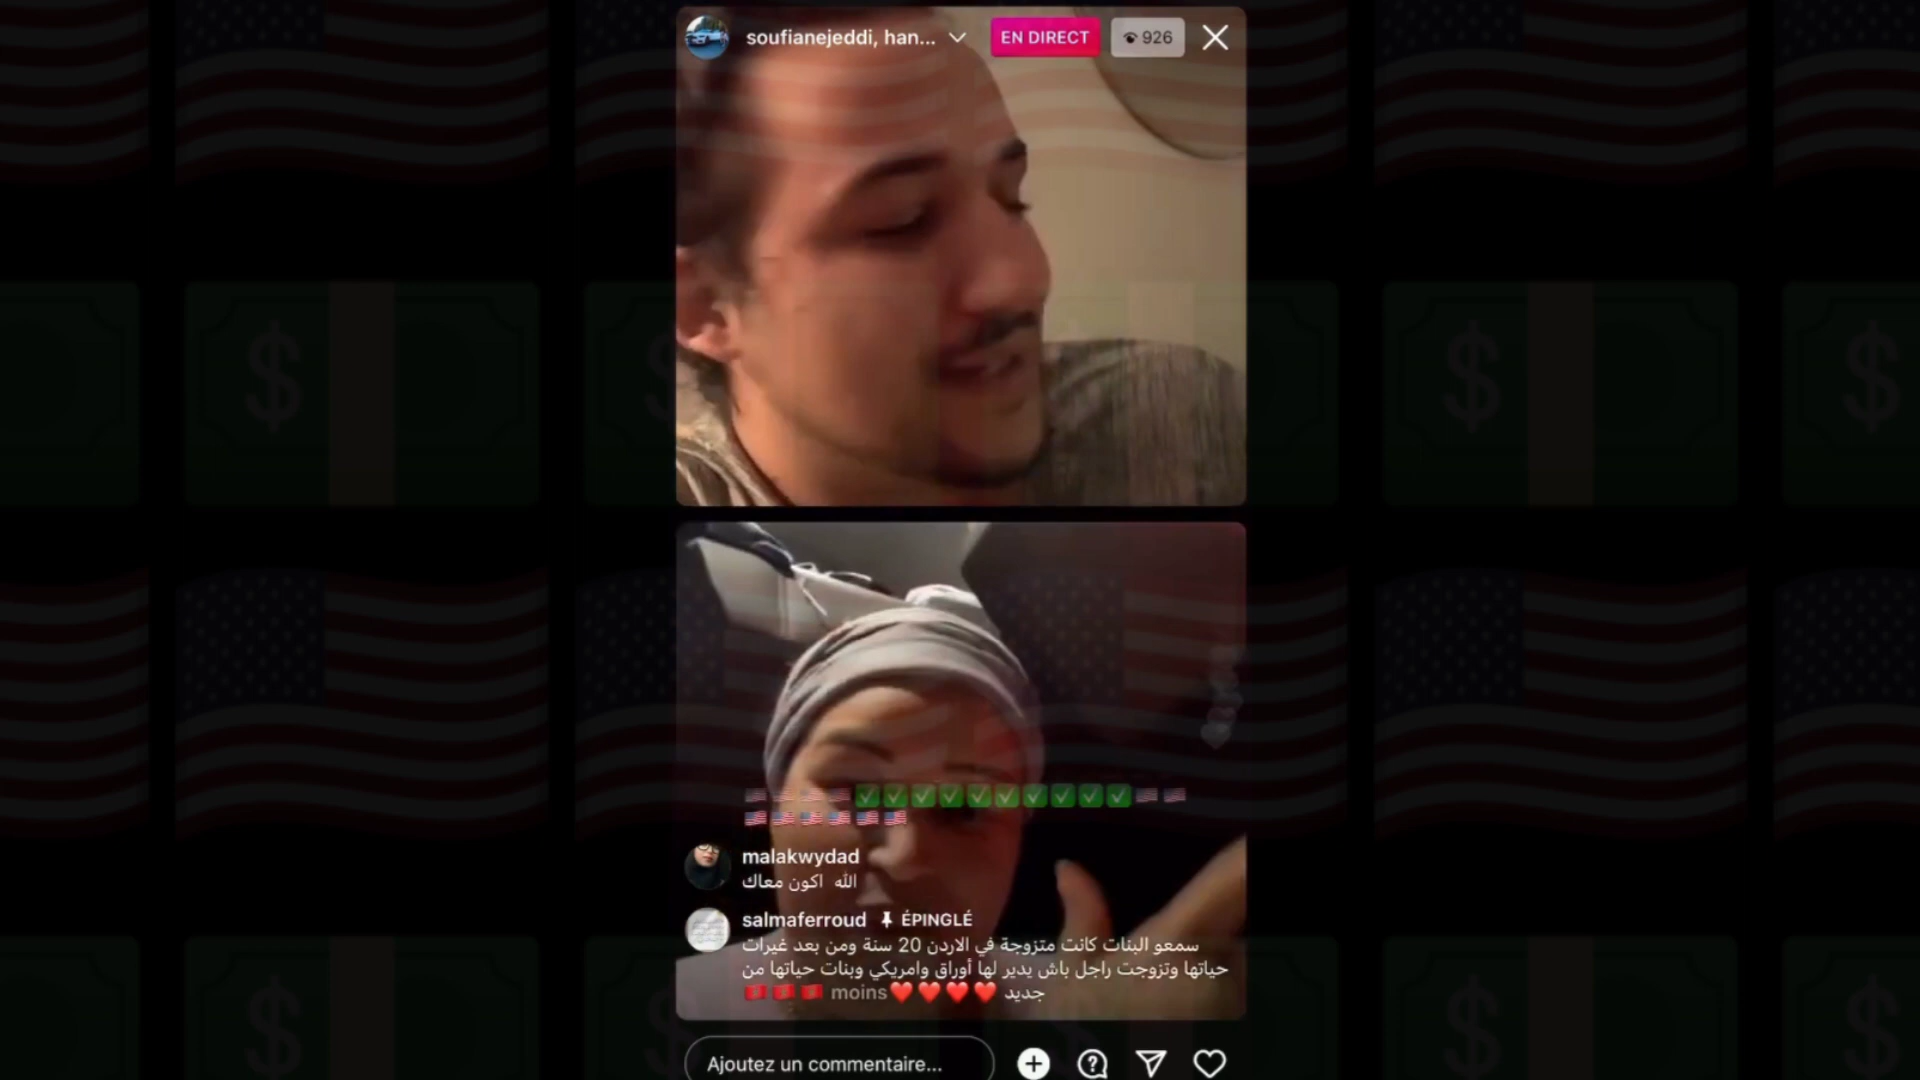 soufianejeddi, han...
EN DIRECT
926
malakwydad
الله اكون معاك
salmaferroud ÉPINGLÉ
سمعو البنات كانت متزوجة في الاردن 20 سنة ومن بعد غيرات
حياتها وتزوجت راجل باش يدير لها أوراق وامريكي وبنات حياتها من
جديد ❤️❤️❤️❤️ moins 🇲🇦🇲🇦🇲🇦
Ajoutez un commentaire...